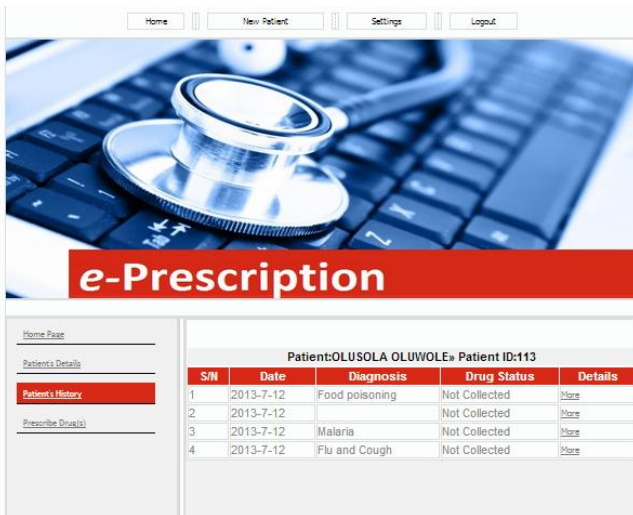 Home New Patient Settings Logout
e-Prescription
Home Page
Patient's Details
Patient's History
Prescribe Drug(s)
Patient:OLUSOLA OLUWOLE» Patient ID:113
S/N Date Diagnosis Drug Status Details
1 2013-7-12 Food poisoning Not Collected More
2 2013-7-12 Not Collected More
3 2013-7-12 Malaria Not Collected More
4 2013-7-12 Flu and Cough Not Collected More